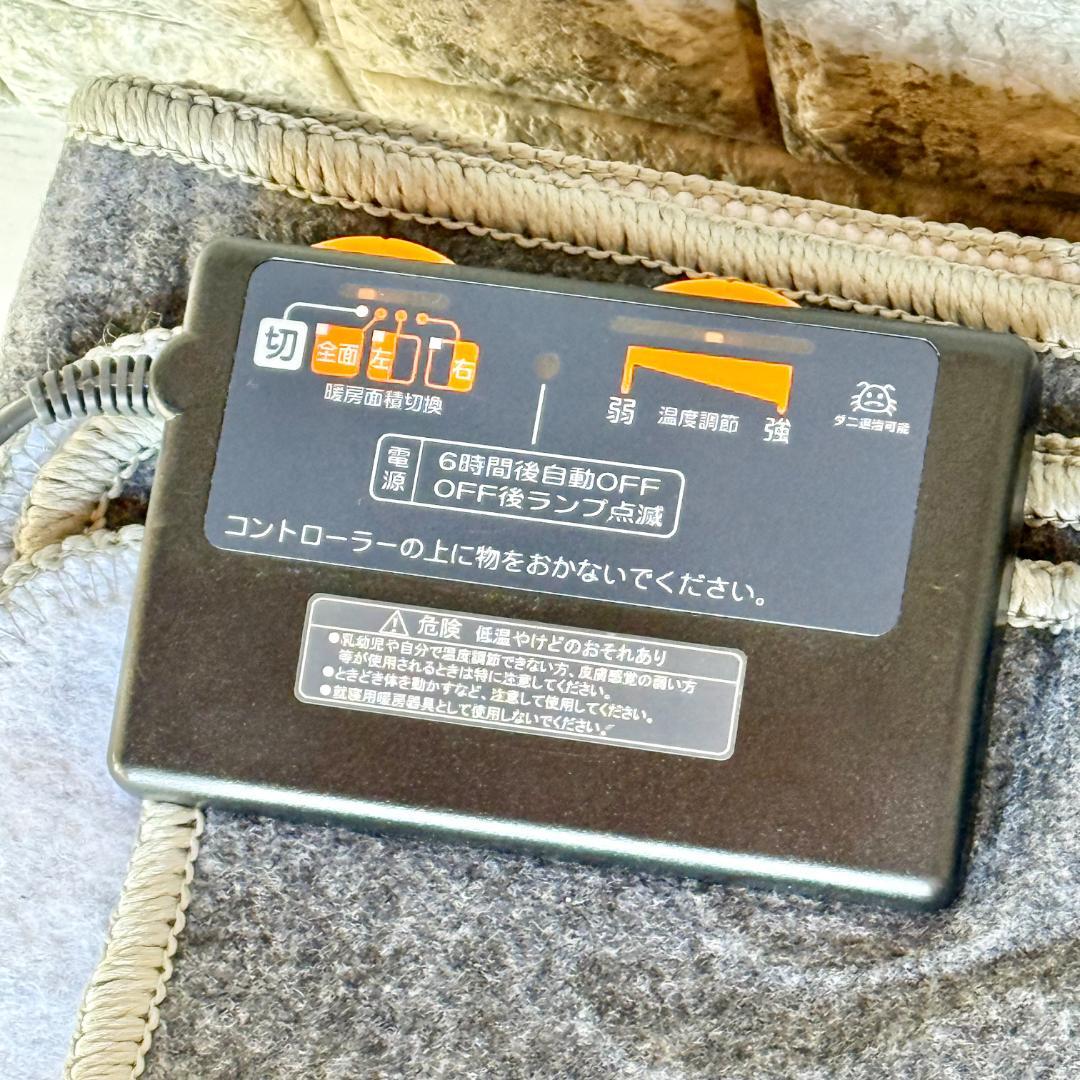 切 全面 左 右
暖房面積切換
弱 温度調節 強
ダニ退治可能
電源
6時間後自動OFF
OFF後ランプ点滅
コントローラーの上に物をおかないでください。
危険 低温やけどのおそれあり
●乳幼児や自分で温度調節できない方、皮膚感覚の弱い方
等が使用されるときは特に注意してください。
●ときどき体を動かすなど、注意して使用してください。
●就寝用暖房器具として使用しないでください。